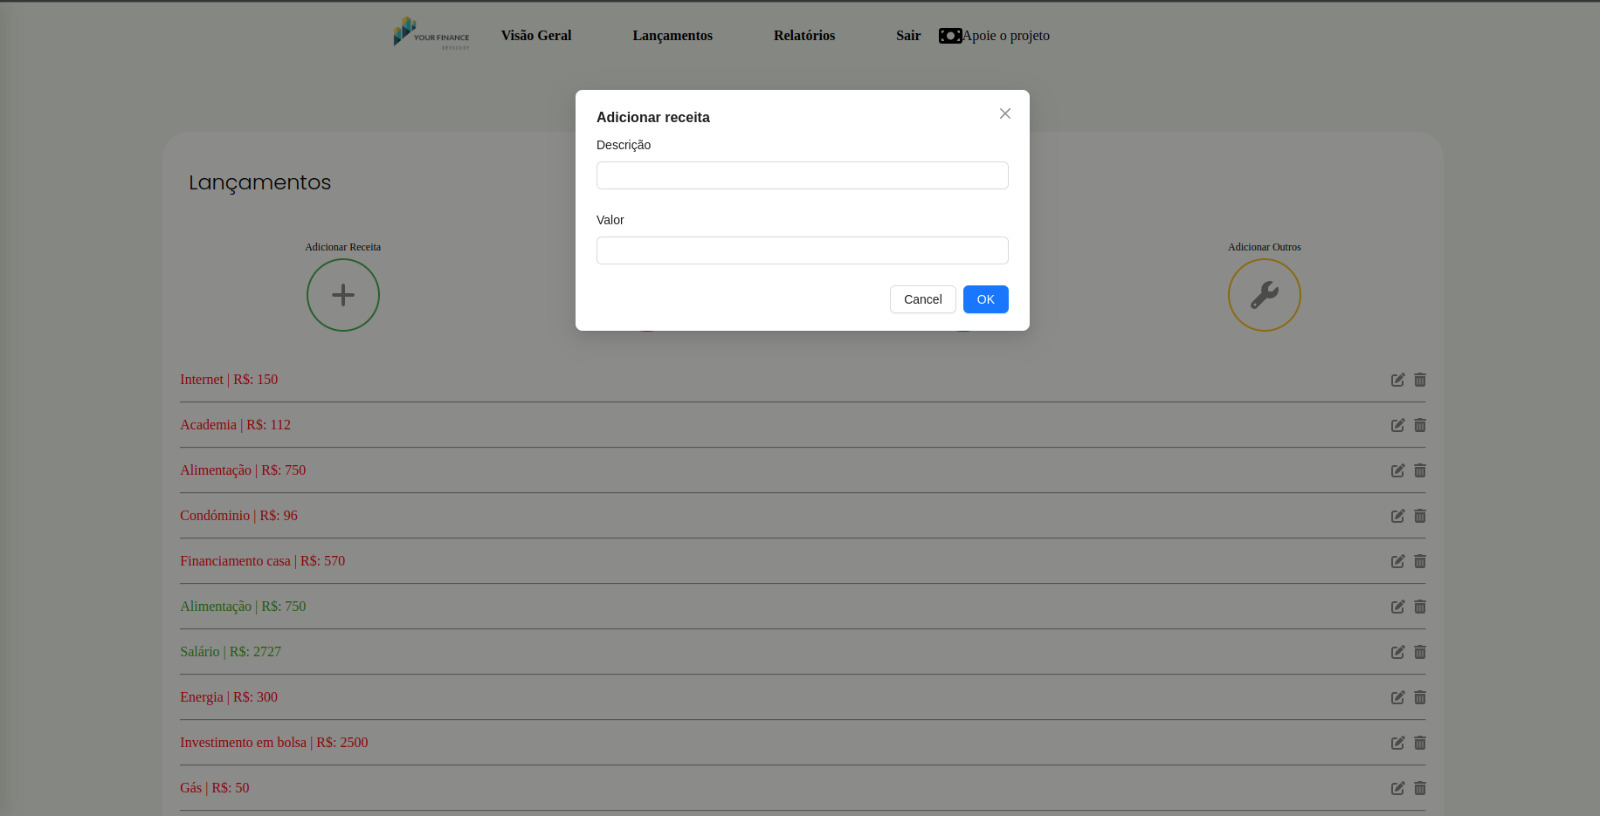 YOUR FINANCE
Visão Geral
Lançamentos
Relatórios
Sair
Apoie o projeto
Adicionar receita
Descrição
Valor
Cancel
OK
Lançamentos
Adicionar Receita
Adicionar Outros
Internet | R$: 150
Academia | R$: 112
Alimentação | R$: 750
Condóminio | R$: 96
Financiamento casa | R$: 570
Alimentação | R$: 750
Salário | R$: 2727
Energia | R$: 300
Investimento em bolsa | R$: 2500
Gás | R$: 50